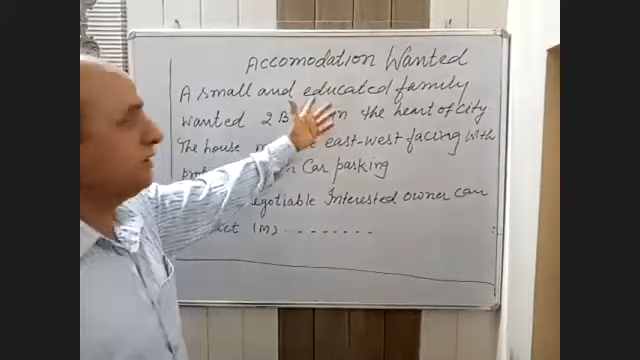 Accomodation Wanted
A small and educated family
wanted 2 B in the heart of city
The house east-west facing with
Car parking
Interested owner can
(M) - - - - - - - -